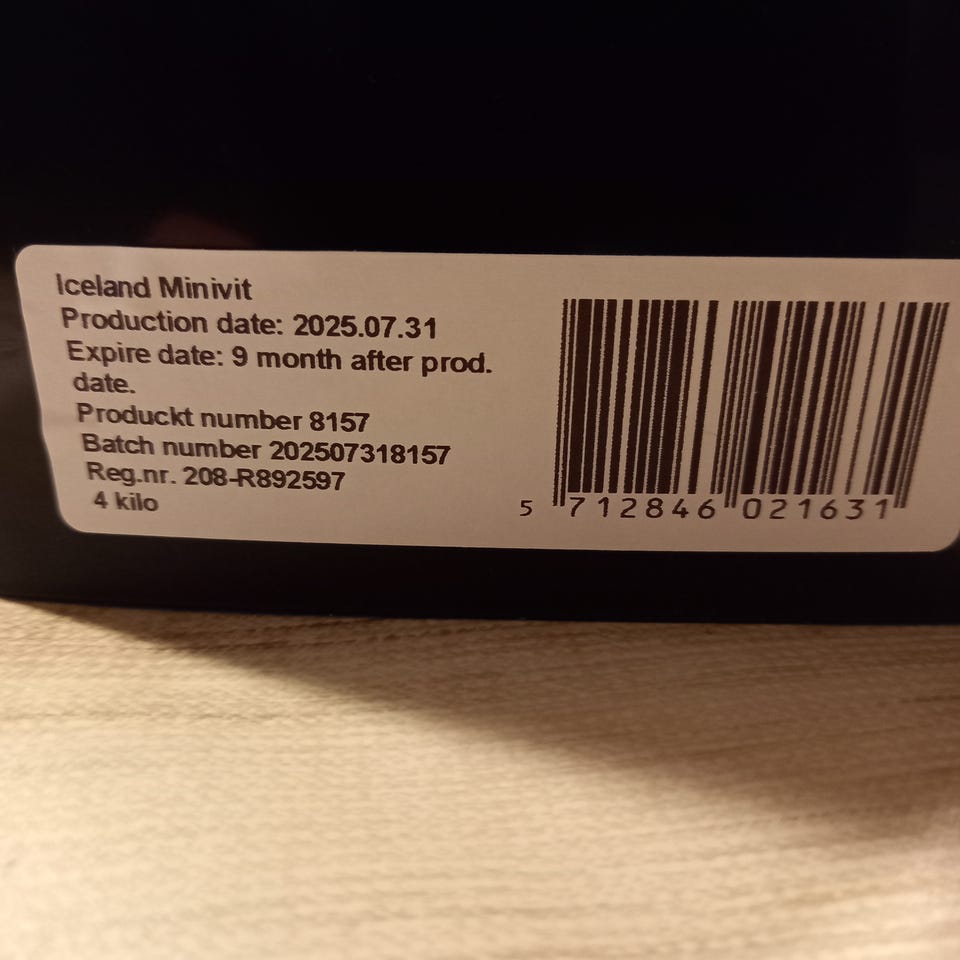 Iceland Minivit
Production date: 2025.07.31
Expire date: 9 month after prod.
date.
Produckt number 8157
Batch number 202507318157
Reg.nr. 208-R892597
4 kilo
5 712846 021631